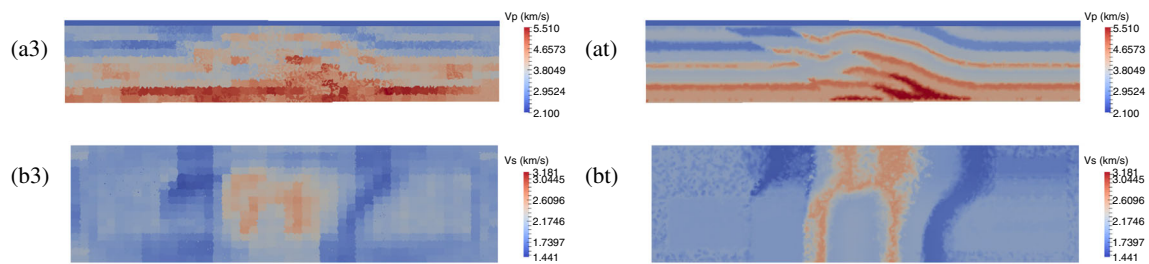 (a3)
Vp (km/s)
5.510
4.6573
3.8049
2.9524
2.100
(at)
Vp (km/s)
5.510
4.6573
3.8049
2.9524
2.100
(b3)
Vs (km/s)
3.181
3.0445
2.6096
2.1746
1.7397
1.441
(bt)
Vs (km/s)
3.181
3.0445
2.6096
2.1746
1.7397
1.441